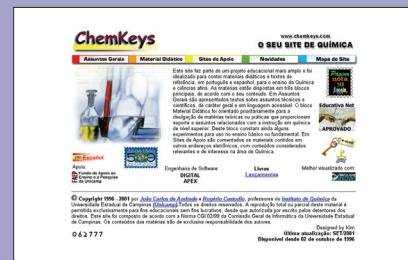 ChemKeys
www.chemkeys.com
O SEU SITE DE QUÍMICA
Assuntos Gerais
Material Didático
Sites de Apoio
Novidades
Mapa do Site
Este site faz parte de um projeto educacional mais amplo e foi
idealizado para conter materiais didáticos e textos de
referência, em português e espanhol, para o ensino da Química
e ciências afins. As matérias estão dispostas em três blocos
principais, de acordo com o seu conteúdo. Em Assuntos
Gerais são apresentados textos sobre assuntos técnicos e
científicos, de caráter geral e em linguagem acessível. O bloco
Material Didático foi orientado prioritariamente para a
divulgação de matérias teóricas ou práticas que proporcionem
suporte a assuntos relacionados com a instrução em química
de nível superior. Deste bloco constam ainda alguns
experimentos para uso no ensino básico ou fundamental. Em
Sites de Apoio são comentados os materiais contidos em
outros endereços eletrônicos, com conteúdos considerados
relevantes e de interesse na área de Química.
Página
nota
10
Educativa Net
APROVADO
Español
Apoio:
Fundo de Apoio ao
Ensino e à Pesquisa
da Unicamp
Engenharia de Software:
DIGITAL
APEX
Livros
Lançamentos
Melhor visualizado com:
© Copyright 1996 - 2001 por João Carlos de Andrade e Rogério Custodio, professores do Instituto de Química da
Universidade Estadual de Campinas (Unicamp).Todos os direitos reservados. A reprodução total ou parcial deste material é
permitida exclusivamente para fins educacionais sem fins lucrativos, desde que autorizada por escrito pelos detentores dos
direitos. Este site foi composto de acordo com a Norma CGI 02/99 da Comissão Geral de Informática da Universidade Estadual
de Campinas. Os conteúdos das matérias são de exclusiva responsabilidade dos autores.
062777
Designed by Kim
Última atualização: SET/2001
Disponível desde 02 de outubro de 1996